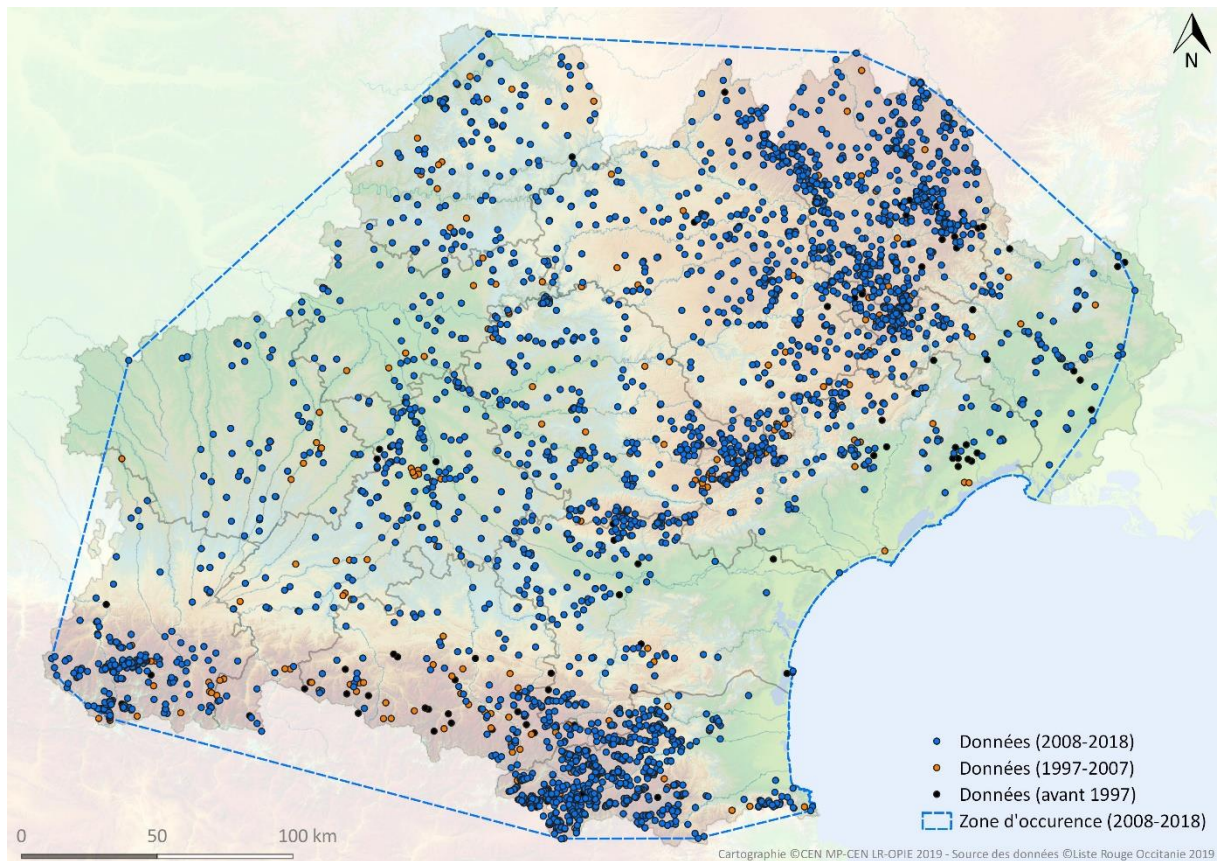 N
Données (2008-2018)
Données (1997-2007)
Données (avant 1997)
Zone d'occurence (2008-2018)
0 50 100 km
Cartographie ©CEN MP-CEN LR-OPIE 2019 - Source des données ©Liste Rouge Occitanie 2019